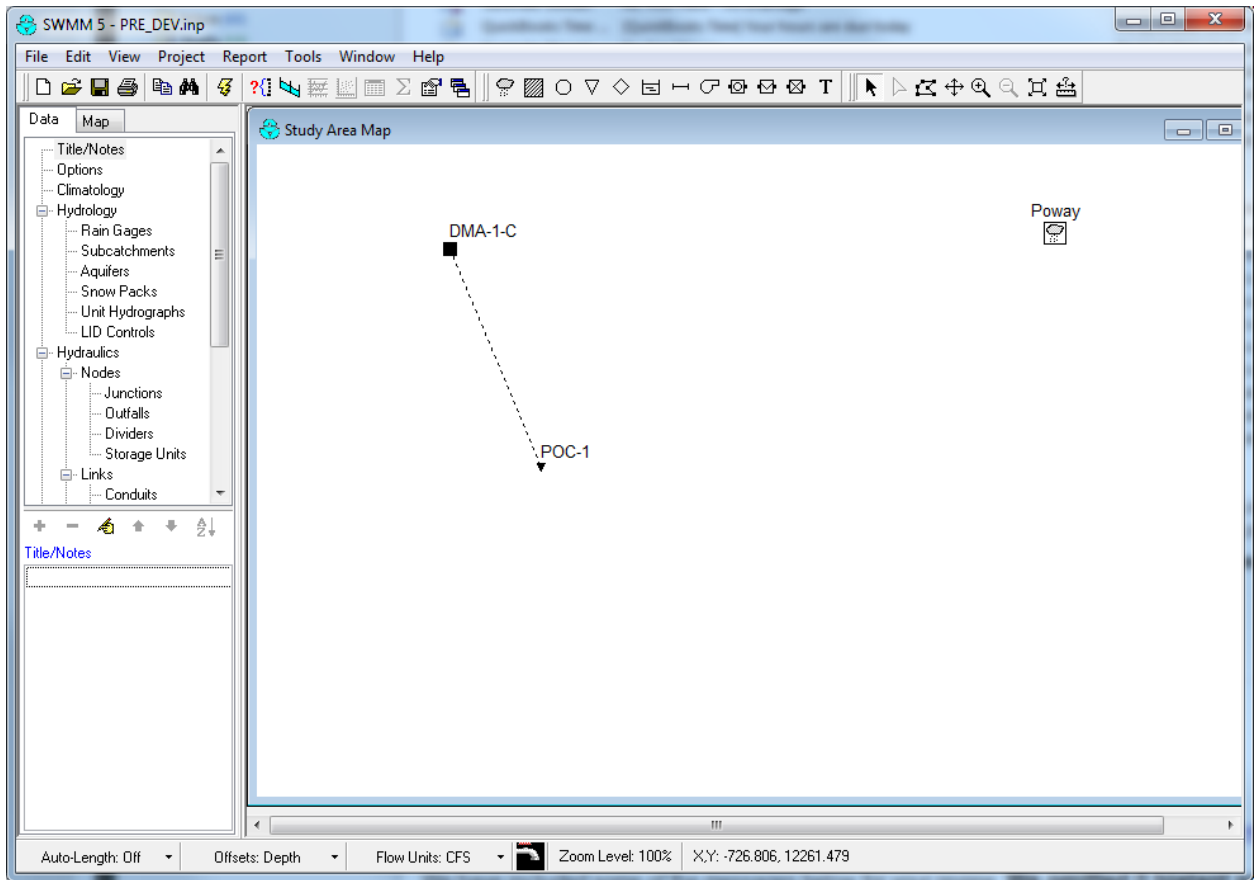 SWMM 5 - PRE_DEV.inp
File Edit View Project Report Tools Window Help
?{} Σ T
Data Map
Title/Notes
Options
Climatology
Hydrology
Rain Gages
Subcatchments
Aquifers
Snow Packs
Unit Hydrographs
LID Controls
Hydraulics
Nodes
Junctions
Outfalls
Dividers
Storage Units
Links
Conduits
Title/Notes
Study Area Map
DMA-1-C
Poway
POC-1
Auto-Length: Off Offsets: Depth Flow Units: CFS Zoom Level: 100% X,Y: -726.806, 12261.479